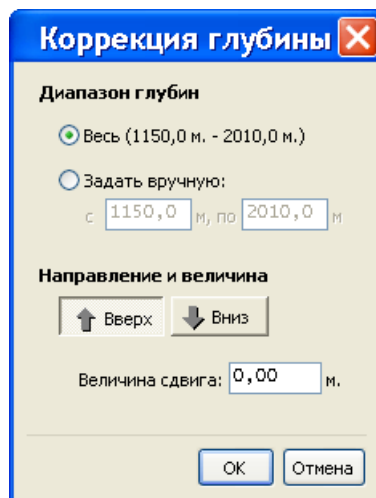 Коррекция глубины
Диапазон глубин
Весь (1150,0 м. - 2010,0 м.)
Задать вручную:
с 1150,0 м, по 2010,0 м
Направление и величина
Вверх Вниз
Величина сдвига: 0,00 м.
OK Отмена